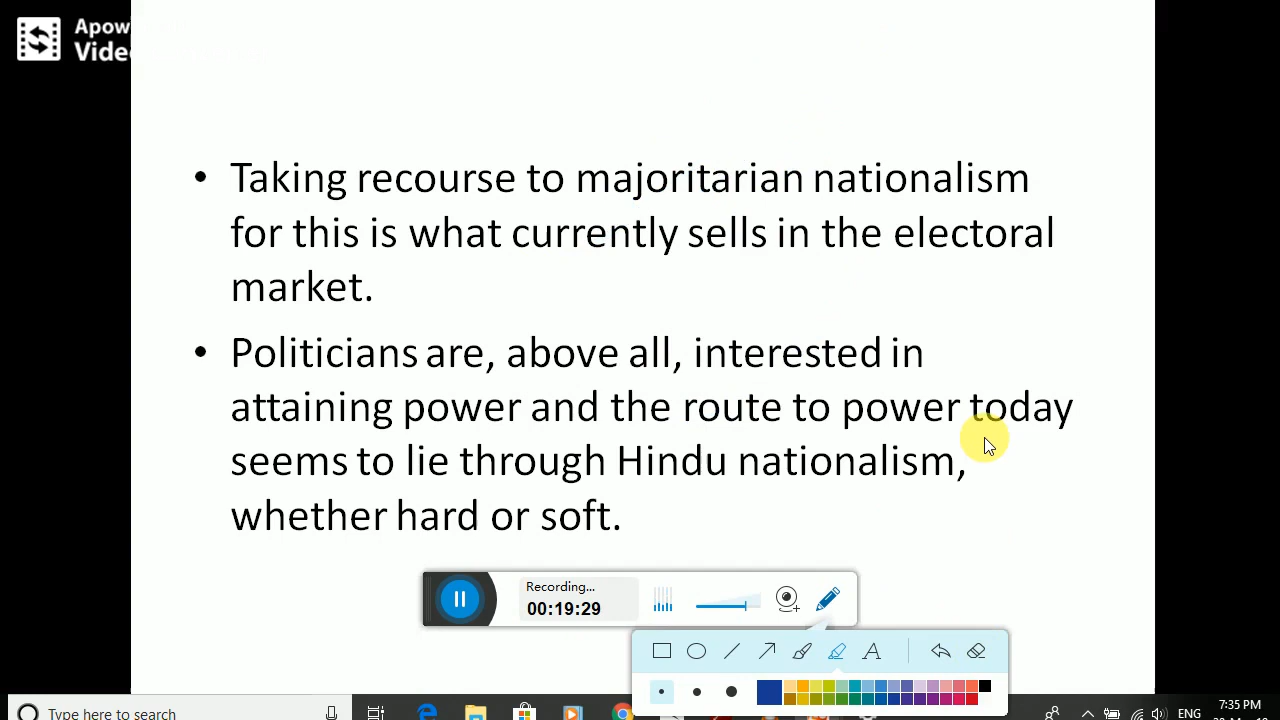 Apow
Video
• Taking recourse to majoritarian nationalism
for this is what currently sells in the electoral
market.
• Politicians are, above all, interested in
attaining power and the route to power today
seems to lie through Hindu nationalism,
whether hard or soft.
Recording...
00:19:29
A
Type here to search
ENG
7:35 PM